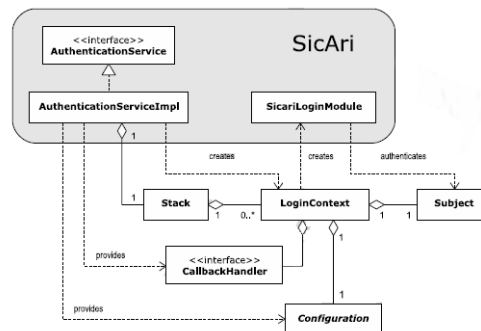 SicAri
<<interface>>
AuthenticationService
AuthenticationServiceImpl
SicariLoginModule
1
creates
creates
authenticates
1
Stack
1
0..*
LoginContext
1
1
Subject
1
provides
<<interface>>
CallbackHandler
provides
1
Configuration